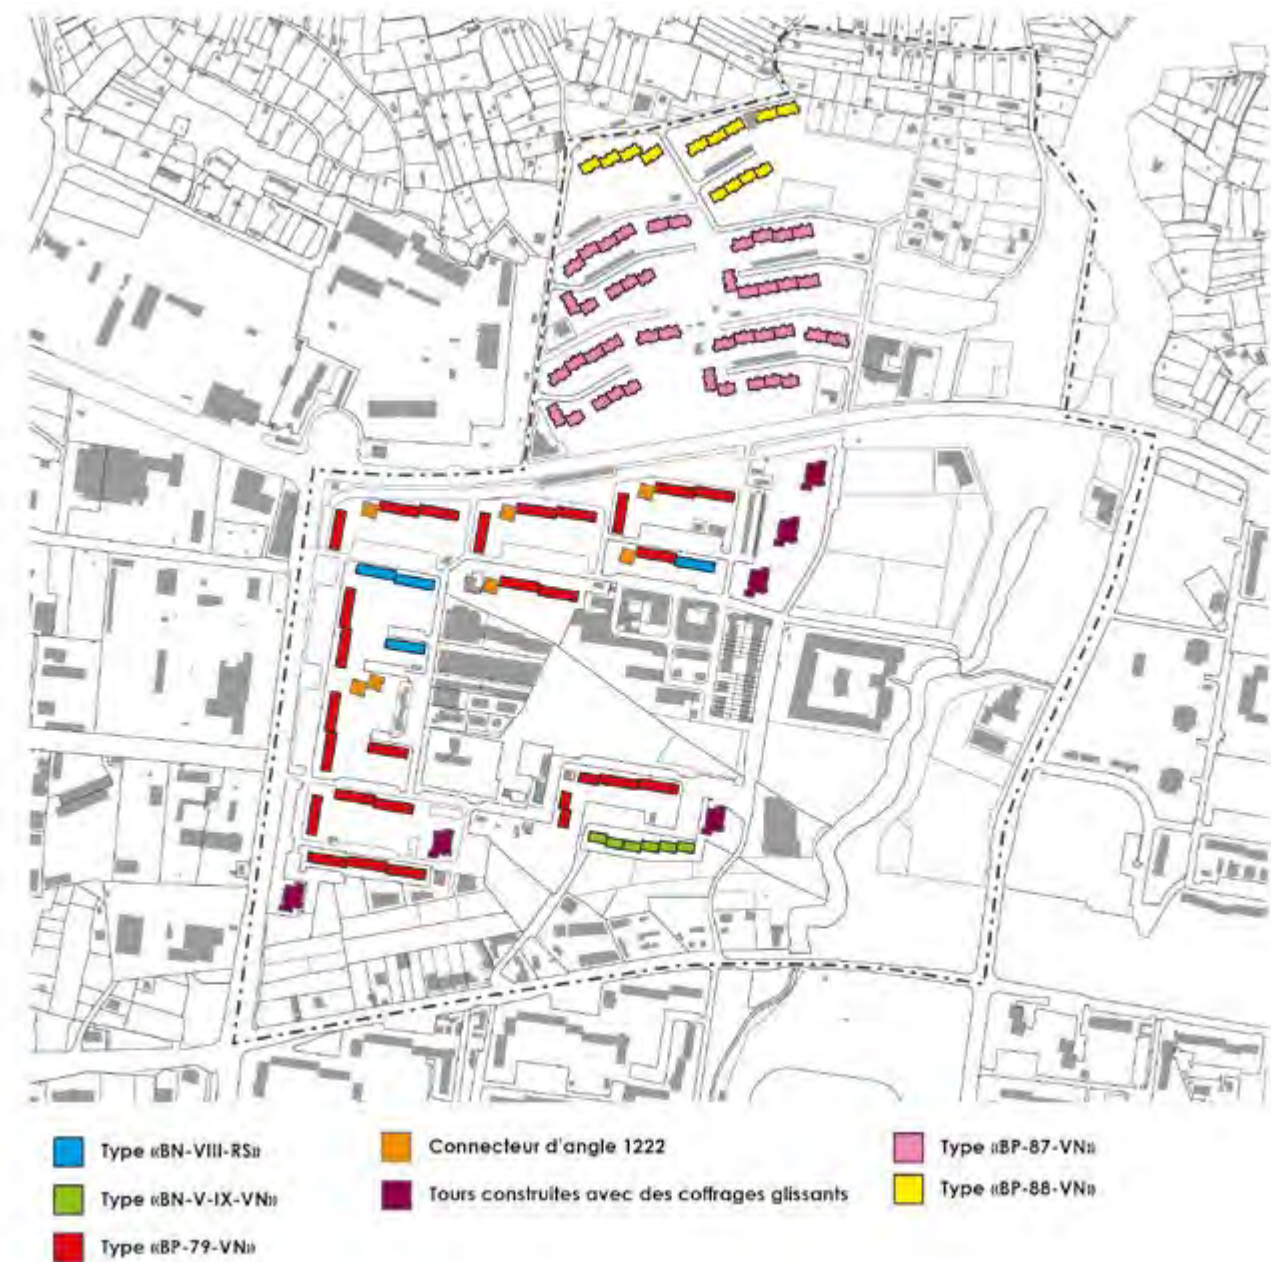 Type «BN-VIII-RS»
Type «BN-V-IX-VN»
Type «BP-79-VN»
Connecteur d'angle 1222
Tours construites avec des coffrages glissants
Type «BP-87-VN»
Type «BP-88-VN»